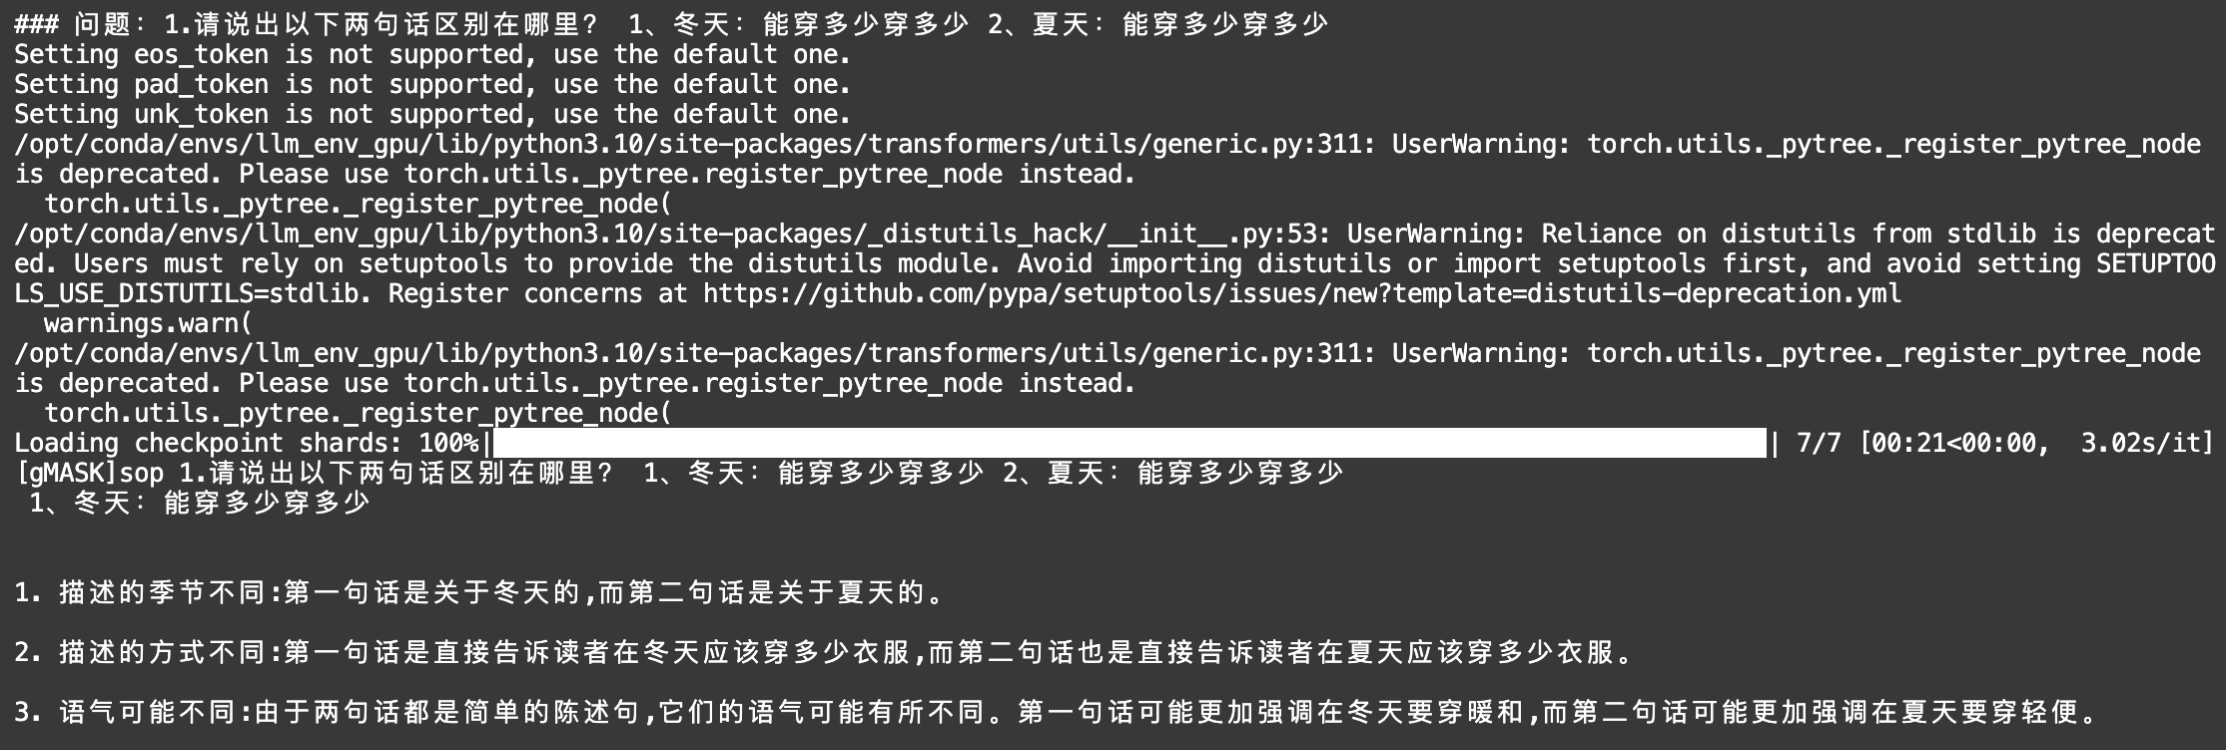 ### 问题：1.请说出以下两句话区别在哪里？ 1、冬天：能穿多少穿多少 2、夏天：能穿多少穿多少
Setting eos_token is not supported, use the default one.
Setting pad_token is not supported, use the default one.
Setting unk_token is not supported, use the default one.
/opt/conda/envs/llm_env_gpu/lib/python3.10/site-packages/transformers/utils/generic.py:311: UserWarning: torch.utils._pytree._register_pytree_node
is deprecated. Please use torch.utils._pytree.register_pytree_node instead.
  torch.utils._pytree._register_pytree_node(
/opt/conda/envs/llm_env_gpu/lib/python3.10/site-packages/_distutils_hack/__init__.py:53: UserWarning: Reliance on distutils from stdlib is deprecat
ed. Users must rely on setuptools to provide the distutils module. Avoid importing distutils or import setuptools first, and avoid setting SETUPTOO
LS_USE_DISTUTILS=stdlib. Register concerns at https://github.com/pypa/setuptools/issues/new?template=distutils-deprecation.yml
  warnings.warn(
/opt/conda/envs/llm_env_gpu/lib/python3.10/site-packages/transformers/utils/generic.py:311: UserWarning: torch.utils._pytree._register_pytree_node
is deprecated. Please use torch.utils._pytree.register_pytree_node instead.
  torch.utils._pytree._register_pytree_node(
Loading checkpoint shards: 100%|| 7/7 [00:21<00:00,  3.02s/it]
[gMASK]sop 1.请说出以下两句话区别在哪里？ 1、冬天：能穿多少穿多少 2、夏天：能穿多少穿多少
 1、冬天：能穿多少穿多少
1. 描述的季节不同:第一句话是关于冬天的,而第二句话是关于夏天的。
2. 描述的方式不同:第一句话是直接告诉读者在冬天应该穿多少衣服,而第二句话也是直接告诉读者在夏天应该穿多少衣服。
3. 语气可能不同:由于两句话都是简单的陈述句,它们的语气可能有所不同。第一句话可能更加强调在冬天要穿暖和,而第二句话可能更加强调在夏天要穿轻便。